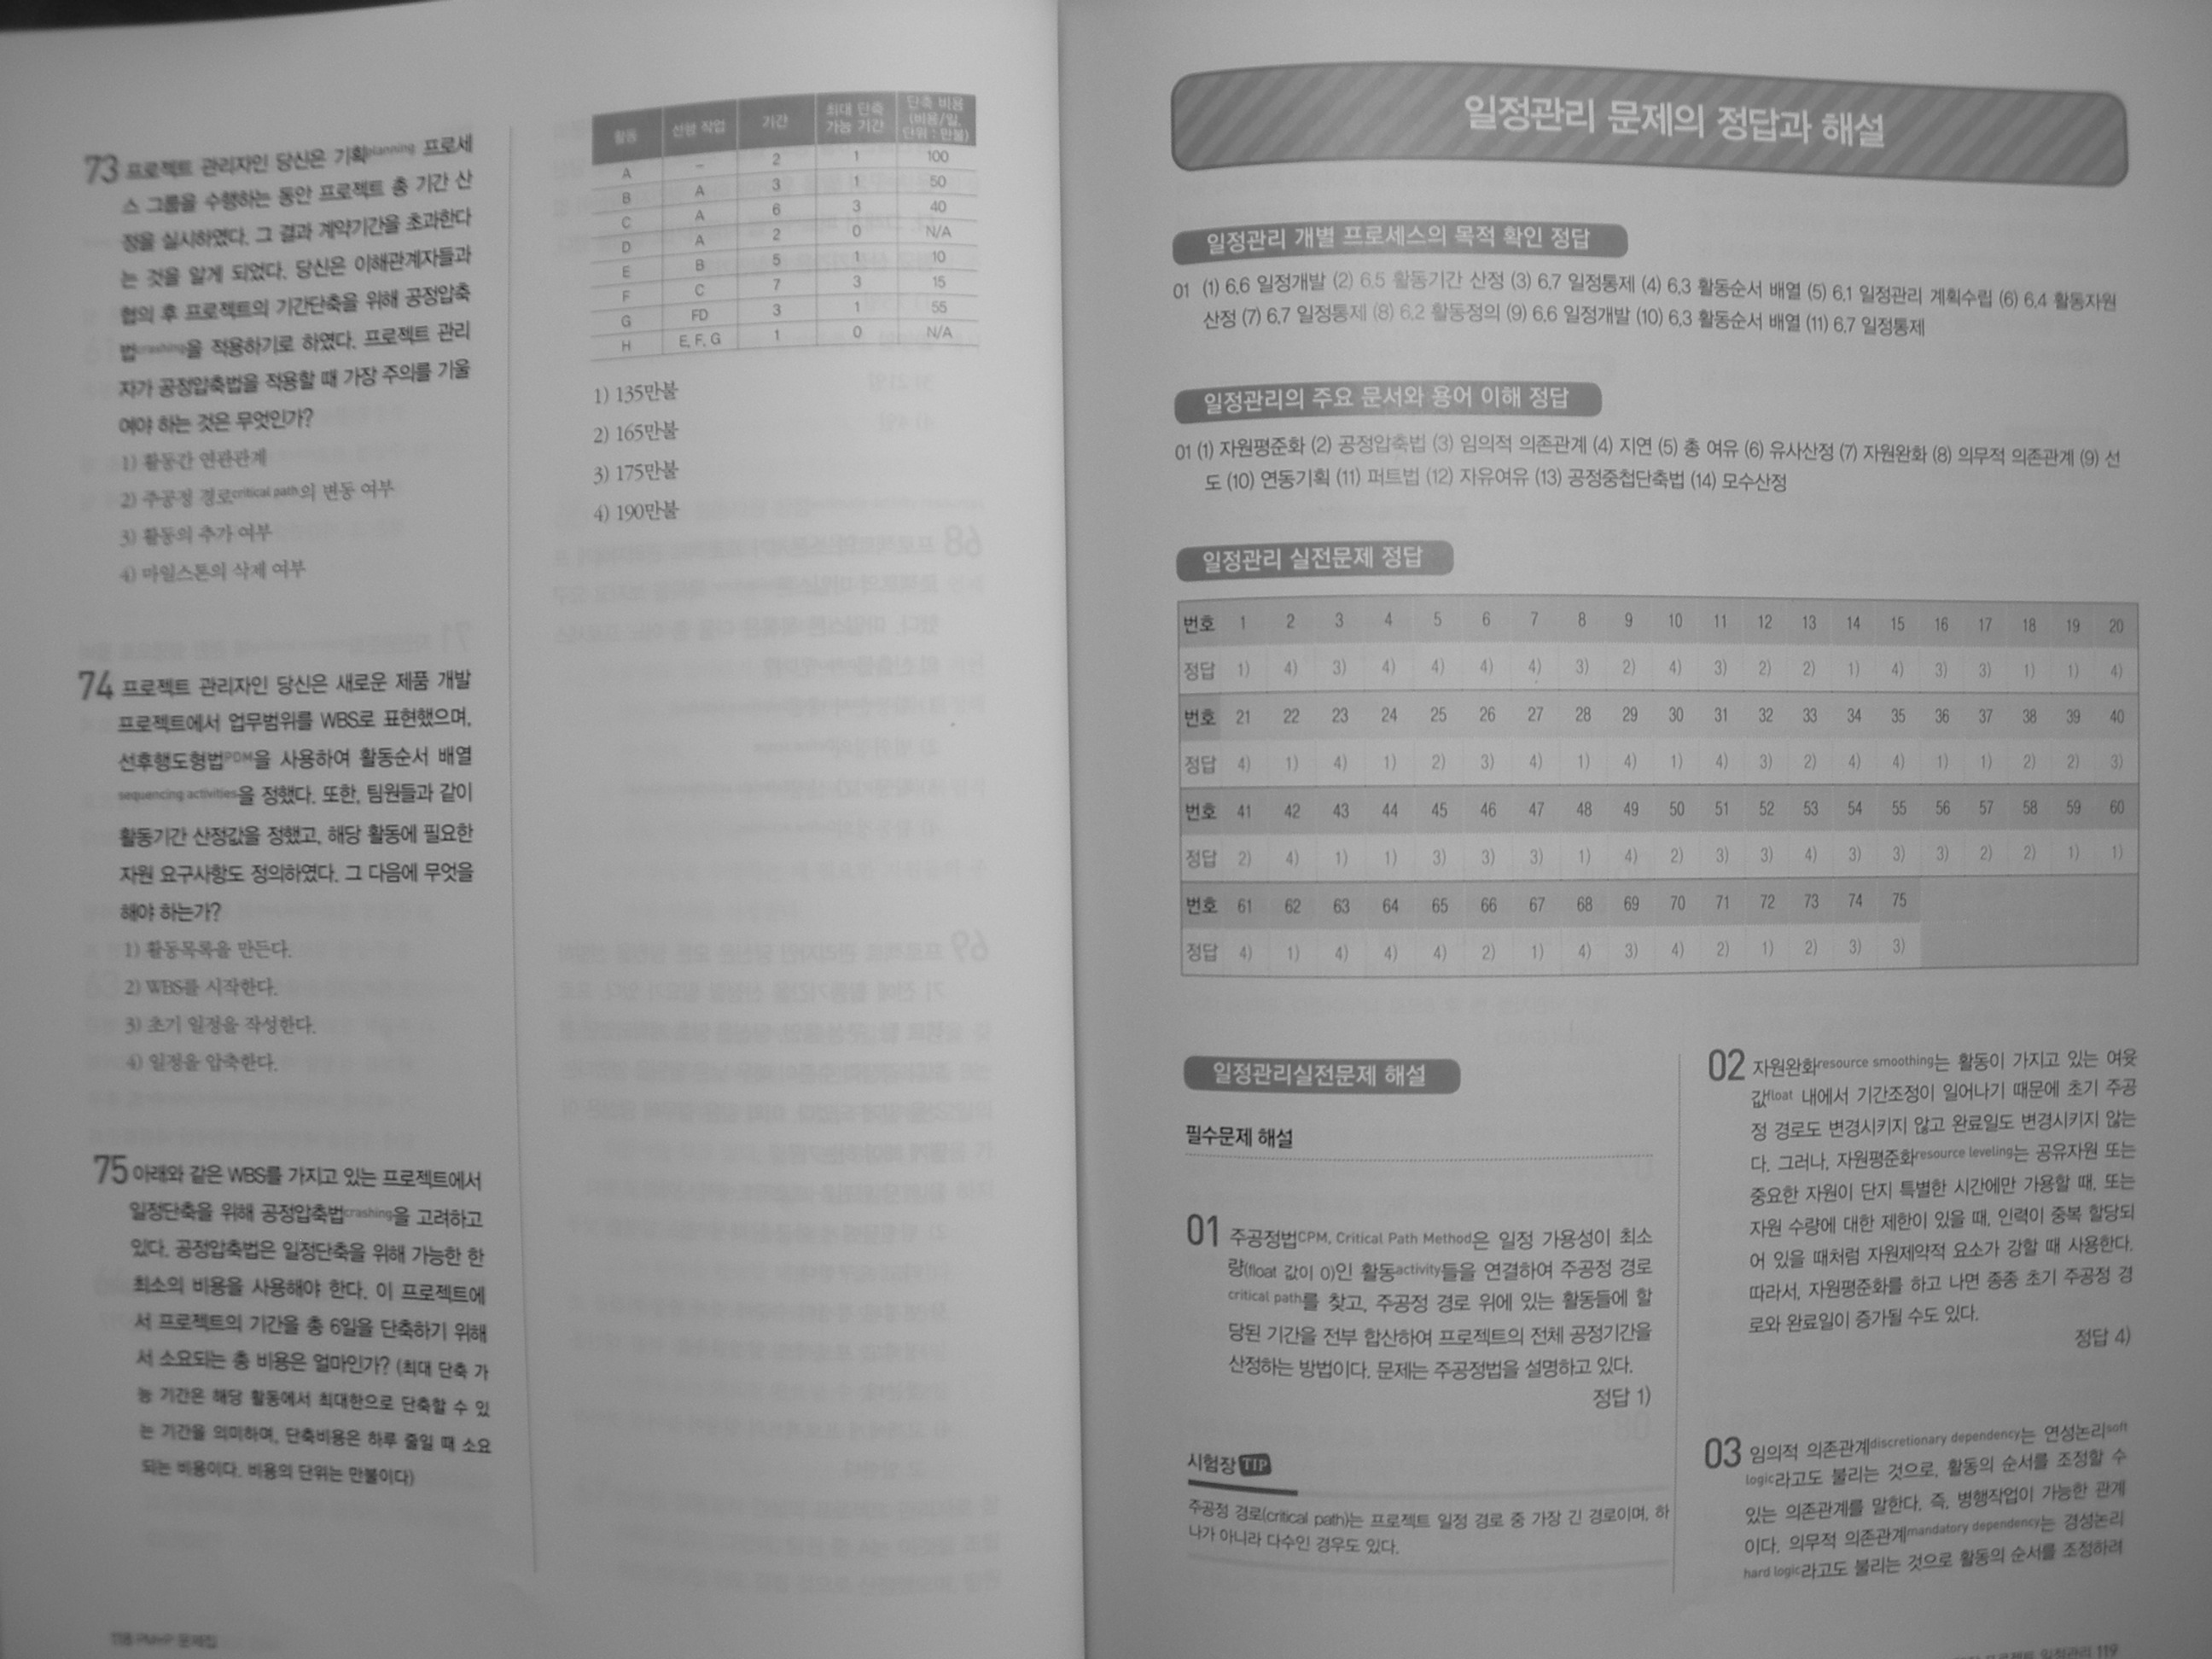 73 프로젝트 관리자인 당신은 기획planning 프로세
스 그룹을 수행하는 동안 프로젝트 총 기간 산
정을 실시하였다. 그 결과 계약기간을 초과한다
는 것을 알게 되었다. 당신은 이해관계자들과
협의 후 프로젝트의 기간단축을 위해 공정압축
법crashing을 적용하기로 하였다. 프로젝트 관리
자가 공정압축법을 적용할 때 가장 주의를 기울
여야 하는 것은 무엇인가?
1) 활동간 연관관계
2) 주공정 경로critical path의 변동 여부
3) 활동의 추가 여부
4) 마일스톤의 삭제 여부
74 프로젝트 관리자인 당신은 새로운 제품 개발
프로젝트에서 업무범위를 WBS로 표현했으며,
선후행도형법PDM을 사용하여 활동순서 배열
sequencing activities을 정했다. 또한, 팀원들과 같이
활동기간 산정값을 정했고, 해당 활동에 필요한
자원 요구사항도 정의하였다. 그 다음에 무엇을
해야 하는가?
1) 활동목록을 만든다.
2) WBS를 시작한다.
3) 초기 일정을 작성한다.
4) 일정을 압축한다.
75 아래와 같은 WBS를 가지고 있는 프로젝트에서
일정단축을 위해 공정압축법crashing을 고려하고
있다. 공정압축법은 일정단축을 위해 가능한 한
최소의 비용을 사용해야 한다. 이 프로젝트에
서 프로젝트의 기간을 총 6일을 단축하기 위해
서 소요되는 총 비용은 얼마인가? (최대 단축 가
능 기간은 해당 활동에서 최대한으로 단축할 수 있
는 기간을 의미하며, 단축비용은 하루 줄일 때 소요
되는 비용이다. 비용의 단위는 만불이다)
118 PMP 문제집
활동 선행 작업 기간 최대 단축 가능 기간 단축 비용 (비용/일, 단위 : 만불)
A – 2 1 100
B A 3 1 50
C A 6 3 40
D A 2 0 N/A
E B 5 1 10
F C 7 3 15
G FD 3 1 55
H E, F, G 1 0 N/A
1) 135만불
2) 165만불
3) 175만불
4) 190만불
일정관리 문제의 정답과 해설
일정관리 개별 프로세스의 목적 확인 정답
01 (1) 6.6 일정개발 (2) 6.5 활동기간 산정 (3) 6.7 일정통제 (4) 6.3 활동순서 배열 (5) 6.1 일정관리 계획수립 (6) 6.4 활동자원
산정 (7) 6.7 일정통제 (8) 6.2 활동정의 (9) 6.6 일정개발 (10) 6.3 활동순서 배열 (11) 6.7 일정통제
일정관리의 주요 문서와 용어 이해 정답
01 (1) 자원평준화 (2) 공정압축법 (3) 임의적 의존관계 (4) 지연 (5) 총 여유 (6) 유사산정 (7) 자원완화 (8) 의무적 의존관계 (9) 선
도 (10) 연동기획 (11) 퍼트법 (12) 자유여유 (13) 공정중첩단축법 (14) 모수산정
일정관리 실전문제 정답
번호 1 2 3 4 5 6 7 8 9 10 11 12 13 14 15 16 17 18 19 20
정답 1) 4) 3) 4) 4) 4) 4) 3) 2) 4) 3) 2) 2) 1) 4) 3) 3) 1) 1) 4)
번호 21 22 23 24 25 26 27 28 29 30 31 32 33 34 35 36 37 38 39 40
정답 4) 1) 4) 1) 2) 3) 4) 1) 4) 1) 4) 3) 2) 4) 4) 1) 1) 2) 2) 3)
번호 41 42 43 44 45 46 47 48 49 50 51 52 53 54 55 56 57 58 59 60
정답 2) 4) 1) 1) 3) 3) 3) 1) 4) 2) 3) 3) 4) 3) 3) 3) 2) 2) 1) 1)
번호 61 62 63 64 65 66 67 68 69 70 71 72 73 74 75
정답 4) 1) 4) 4) 4) 2) 1) 4) 3) 4) 2) 1) 2) 3) 3)
일정관리실전문제 해설
필수문제 해설
01 주공정법CPM, Critical Path Method은 일정 가용성이 최소
량(float 값이 0)인 활동activity들을 연결하여 주공정 경로
critical path를 찾고, 주공정 경로 위에 있는 활동들에 할
당된 기간을 전부 합산하여 프로젝트의 전체 공정기간을
산정하는 방법이다. 문제는 주공정법을 설명하고 있다.
정답 1)
시험장 TIP
주공정 경로(critical path)는 프로젝트 일정 경로 중 가장 긴 경로이며, 하
나가 아니라 다수인 경우도 있다.
02 자원완화resource smoothing는 활동이 가지고 있는 여윳
값float 내에서 기간조정이 일어나기 때문에 초기 주공
정 경로도 변경시키지 않고 완료일도 변경시키지 않는
다. 그러나, 자원평준화resource leveling는 공유자원 또는
중요한 자원이 단지 특별한 시간에만 가용할 때, 또는
자원 수량에 대한 제한이 있을 때, 인력이 중복 할당되
어 있을 때처럼 자원제약적 요소가 강할 때 사용한다.
따라서, 자원평준화를 하고 나면 종종 초기 주공정 경
로와 완료일이 증가될 수도 있다.
정답 4)
03 임의적 의존관계discretionary dependency는 연성논리soft
logic라고도 불리는 것으로, 활동의 순서를 조정할 수
있는 의존관계를 말한다. 즉, 병행작업이 가능한 관계
이다. 의무적 의존관계mandatory dependency는 경성논리
hard logic라고도 불리는 것으로 활동의 순서를 조정하려
프로젝트 일정관리 119